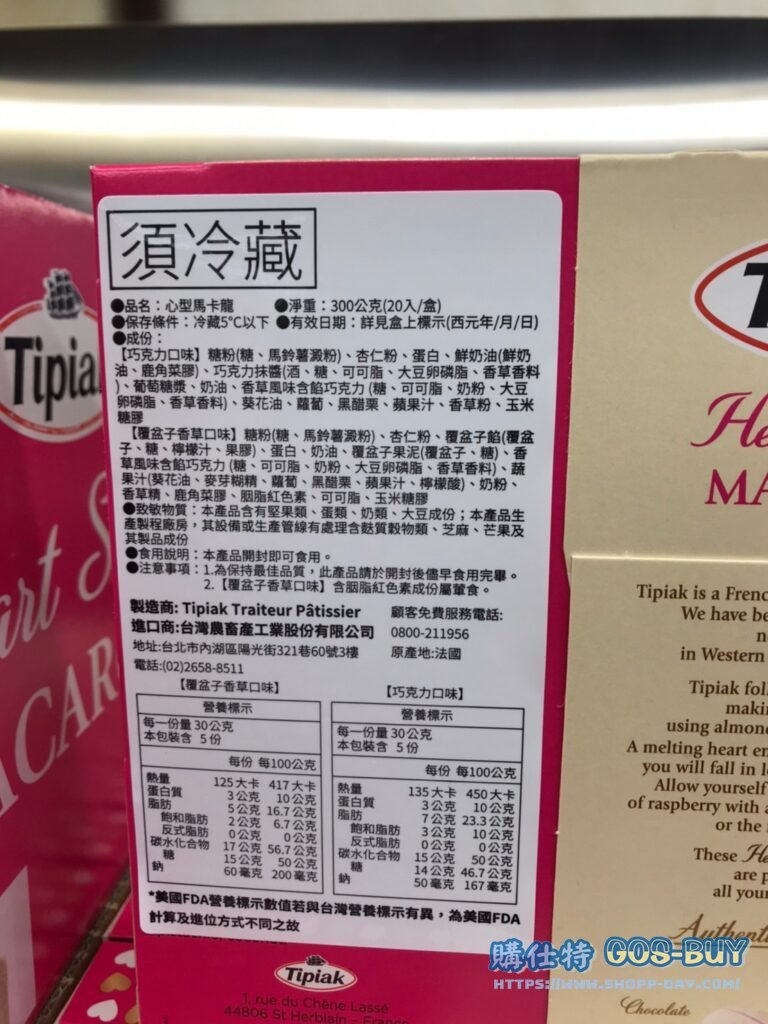 須冷藏
●品名：心型馬卡龍 ●淨重：300公克(20入/盒)
●保存條件：冷藏5°C以下 ●有效日期：詳見盒上標示(西元年/月/日)
●成份：
【巧克力口味】糖粉(糖、馬鈴薯澱粉)、杏仁粉、蛋白、鮮奶油(鮮奶
油、鹿角菜膠)、巧克力抹醬(酒、糖、可可脂、大豆卵磷脂、香草香料
)、葡萄糖漿、奶油、香草風味含餡巧克力 (糖、可可脂、奶粉、大豆
卵磷脂、香草香料)、葵花油、蘿蔔、黑醋栗、蘋果汁、香草粉、玉米
糖膠
【覆盆子香草口味】糖粉(糖、馬鈴薯澱粉)、杏仁粉、覆盆子餡(覆盆
子、糖、檸檬汁、果膠)、蛋白、奶油、覆盆子果泥(覆盆子、糖)、香
草風味含餡巧克力 (糖、可可脂、奶粉、大豆卵磷脂、香草香料)、蔬
果汁(葵花油、麥芽糊精、蘿蔔、黑醋栗、蘋果汁、檸檬酸)、奶粉、
香草精、鹿角菜膠、胭脂紅色素、可可脂、玉米糖膠
●致敏物質：本產品含有堅果類、蛋類、奶類、大豆成份；本產品生
產製程廠房，其設備或生產管線有處理含麩質穀物類、芝麻、芒果及
其製品成份
●食用說明：本產品開封即可食用。
●注意事項：1.為保持最佳品質，此產品請於開封後儘早食用完畢。
2.【覆盆子香草口味】含胭脂紅色素成份屬葷食。
製造商: Tipiak Traiteur Pâtissier 顧客免費服務電話:
進口商:台灣農畜產工業股份有限公司 0800-211956
地址:台北市內湖區陽光街321巷60號3樓 原產地:法國
電話:(02)2658-8511
【覆盆子香草口味】 【巧克力口味】
營養標示 營養標示
每一份量 30公克 每一份量 30公克
本包裝含 5 份 本包裝含 5 份
每份 每100公克 每份 每100公克
熱量 125大卡 417大卡 熱量 135大卡 450大卡
蛋白質 3公克 10公克 蛋白質 3公克 10公克
脂肪 5公克 16.7公克 脂肪 7公克 23.3公克
飽和脂肪 2公克 6.7公克 飽和脂肪 3公克 10公克
反式脂肪 0公克 0公克 反式脂肪 0公克 0公克
碳水化合物 17公克 56.7公克 碳水化合物 15公克 50公克
糖 15公克 50公克 糖 14公克 46.7公克
鈉 60毫克 200毫克 鈉 50毫克 167毫克
*美國FDA營養標示數值若與台灣營養標示有異，為美國FDA
計算及進位方式不同之故
Tipiak
1, rue du Chêne Lassé
44806 St Herblain - France
Tipia
art S
ACAR
T
He
MA
Tipiak is a Frenc
We have be
n
in Western
Tipiak fol
makin
using almon
A melting heart en
you will fall in l
Allow yourself
of raspberry with a
or the
These He
are p
all your
Authenti
Chocolate
購仕特 GOS-BUY
HTTPS://WWW.SHOPP-DAY.COM/